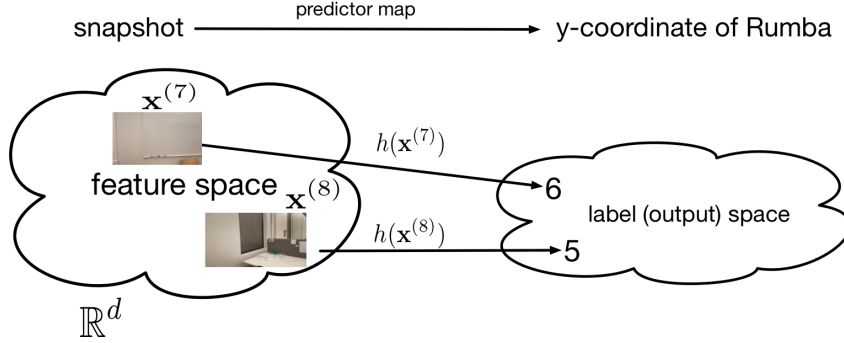 predictor map
snapshot y-coordinate of Rumba
x^(7)
h(x^(7))
feature space
6
x^(8)
label (output) space
h(x^(8))
5
ℝ^d